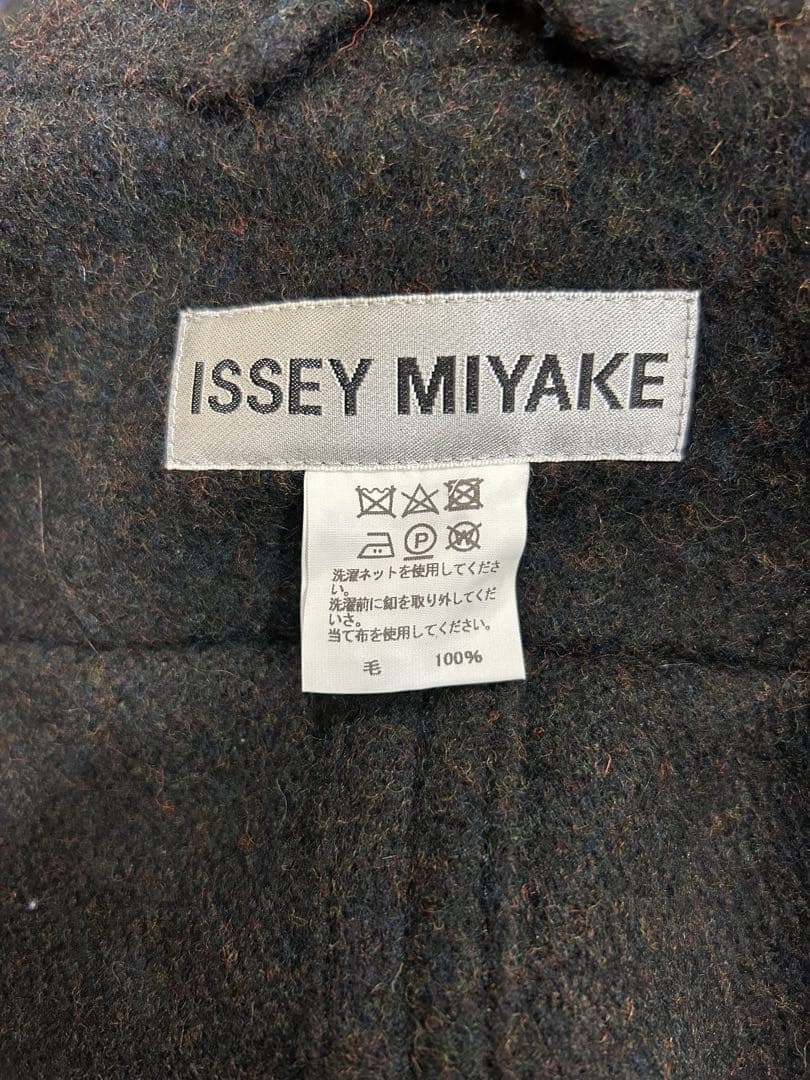 ISSEY MIYAKE
P W
洗濯ネットを使用してくださ
い。
洗濯前に釦を取り外してくだ
いさ。
当て布を使用してください。
毛 100%